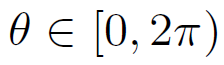 θ ∈ [0, 2π)